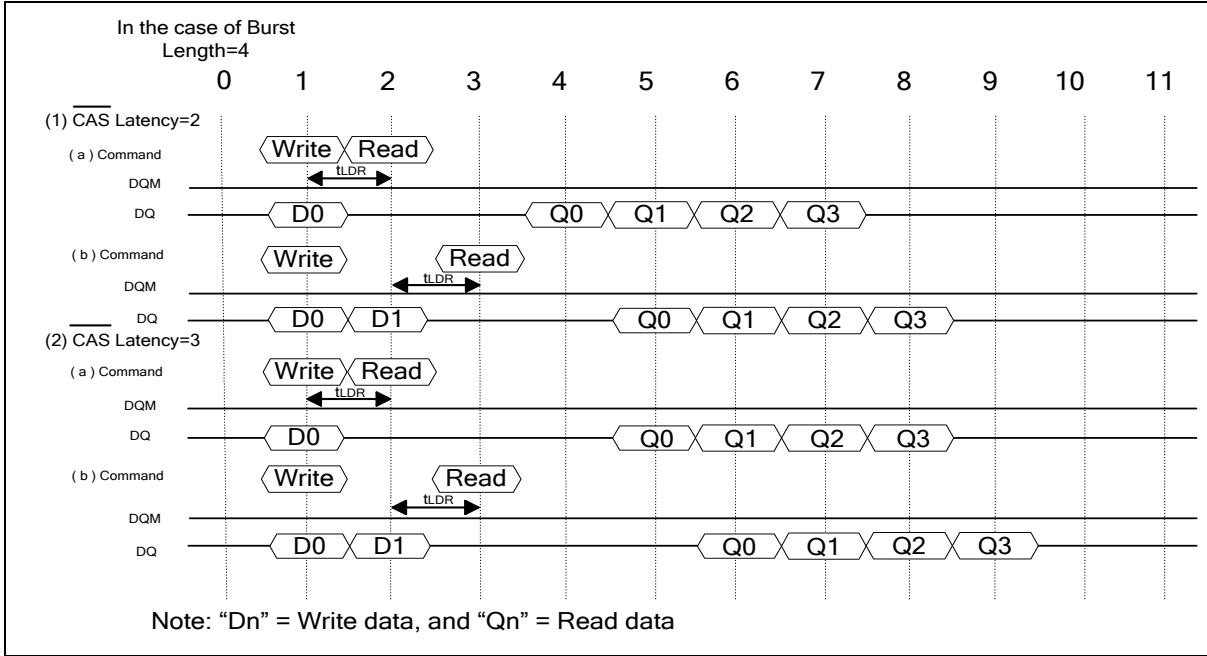 In the case of Burst
Length=4
0 1 2 3 4 5 6 7 8 9 10 11
(1) CAS Latency=2
( a ) Command Write Read
tLDR
DQM
DQ D0 Q0 Q1 Q2 Q3
( b ) Command Write Read
tLDR
DQM
DQ D0 D1 Q0 Q1 Q2 Q3
(2) CAS Latency=3
( a ) Command Write Read
tLDR
DQM
DQ D0 Q0 Q1 Q2 Q3
( b ) Command Write Read
tLDR
DQM
DQ D0 D1 Q0 Q1 Q2 Q3
Note: “Dn” = Write data, and “Qn” = Read data